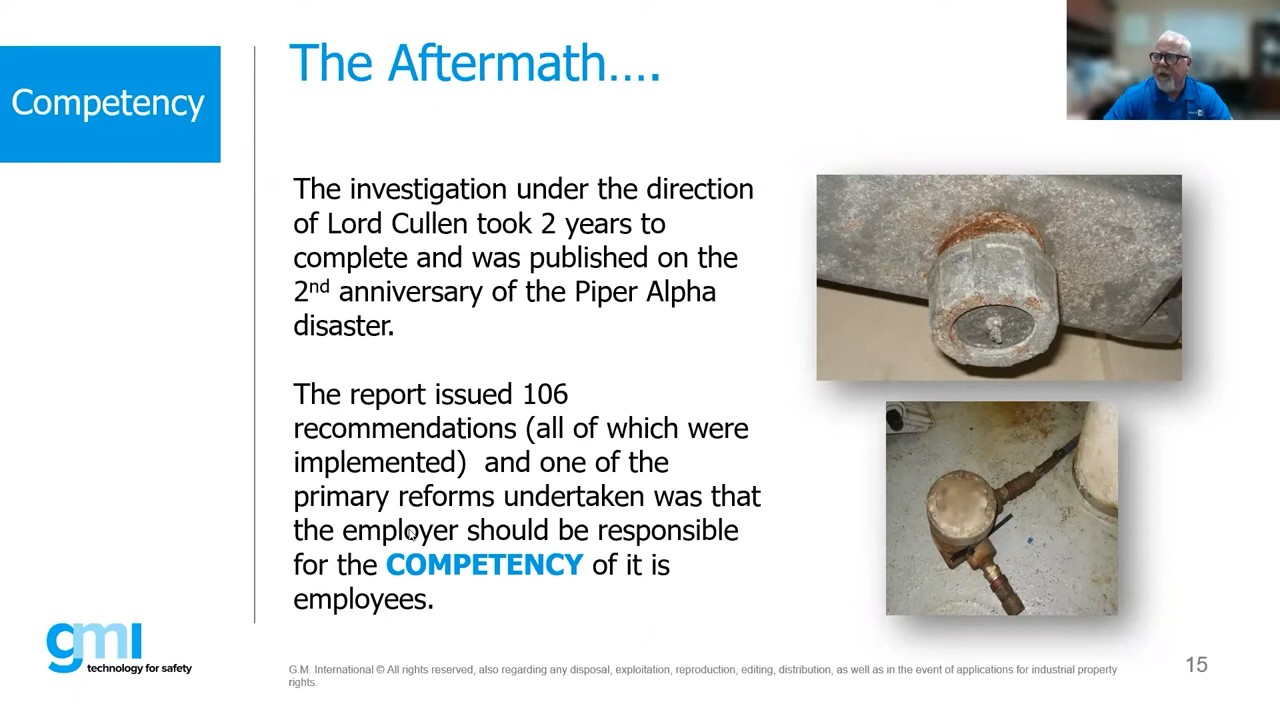 The Aftermath....
Competency
The investigation under the direction
of Lord Cullen took 2 years to
complete and was published on the
2nd anniversary of the Piper Alpha
disaster.
The report issued 106
recommendations (all of which were
implemented)  and one of the
primary reforms undertaken was that
the employer should be responsible
for the COMPETENCY of it is
employees.
gmi
technology for safety
G.M. International © All rights reserved, also regarding any disposal, exploitation, reproduction, editing, distribution, as well as in the event of applications for industrial property
rights.
15